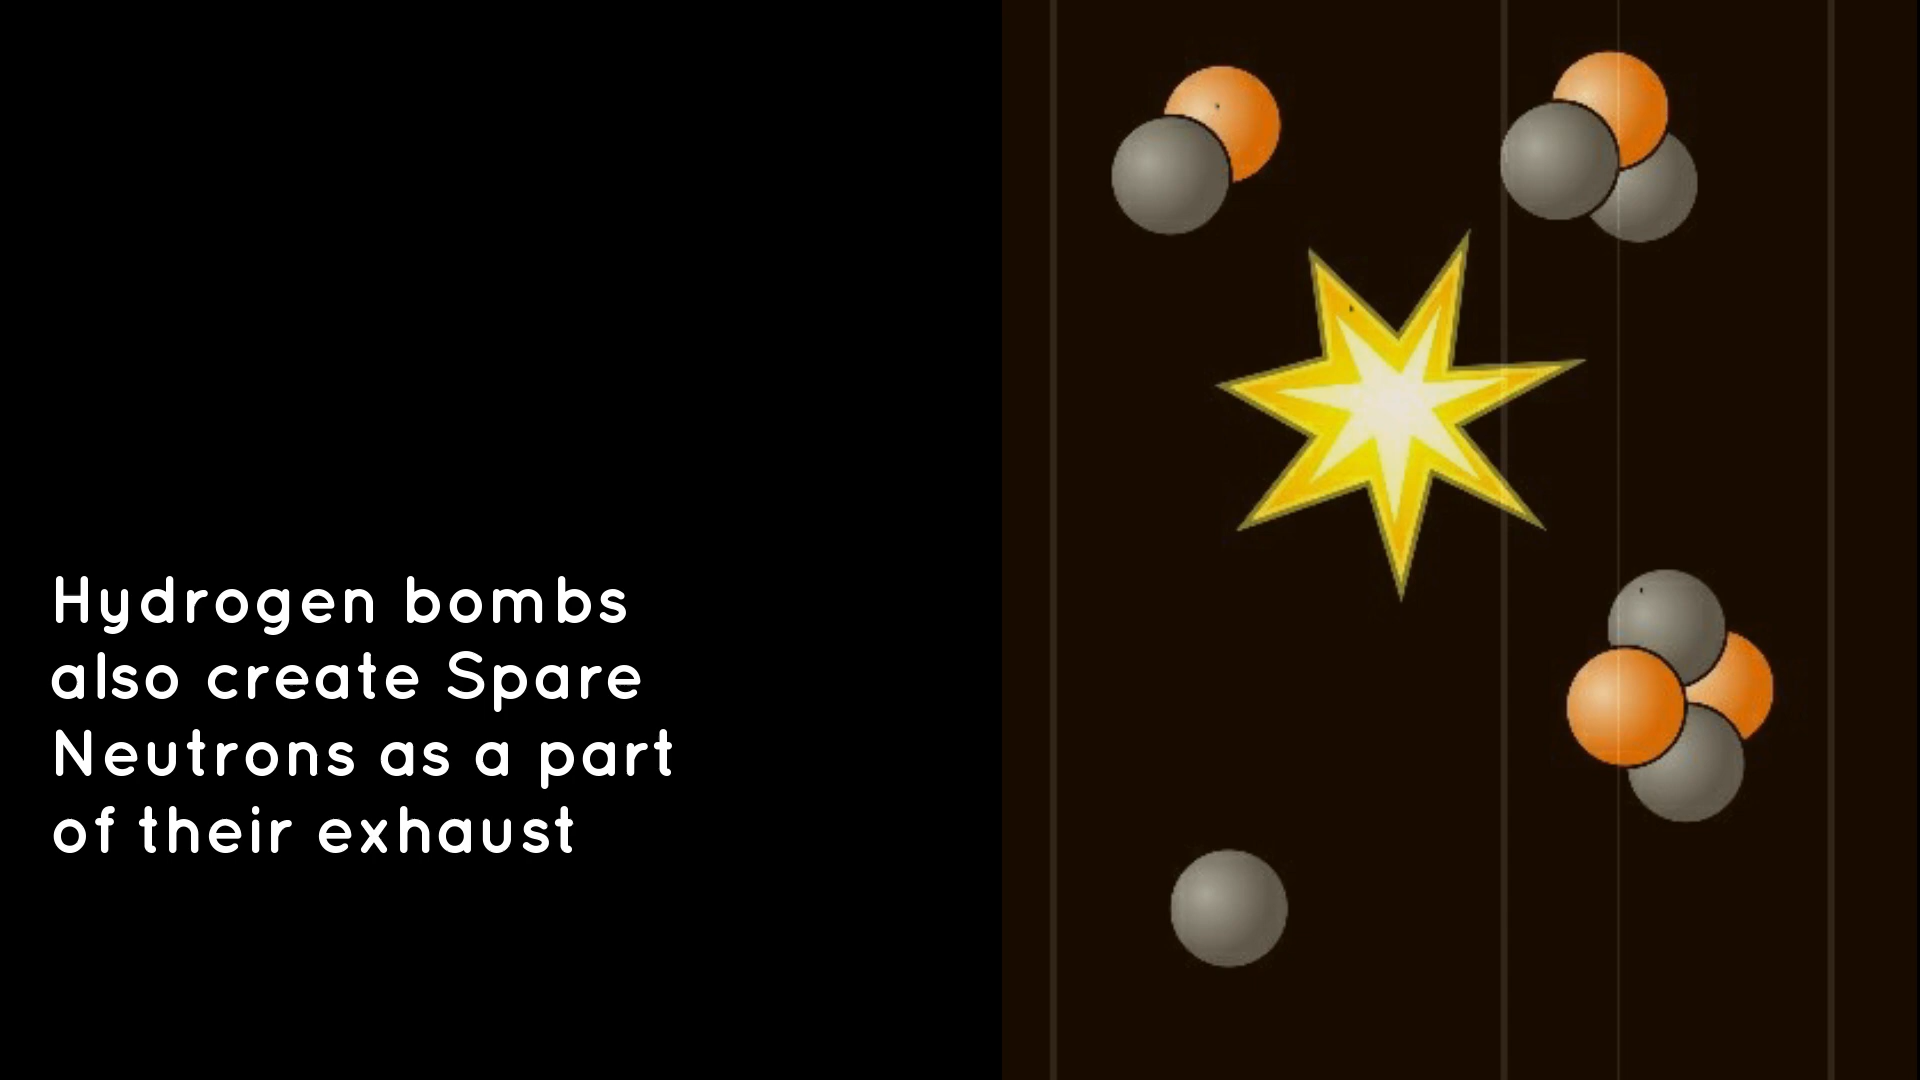 Hydrogen bombs
also create Spare
Neutrons as a part
of their exhaust